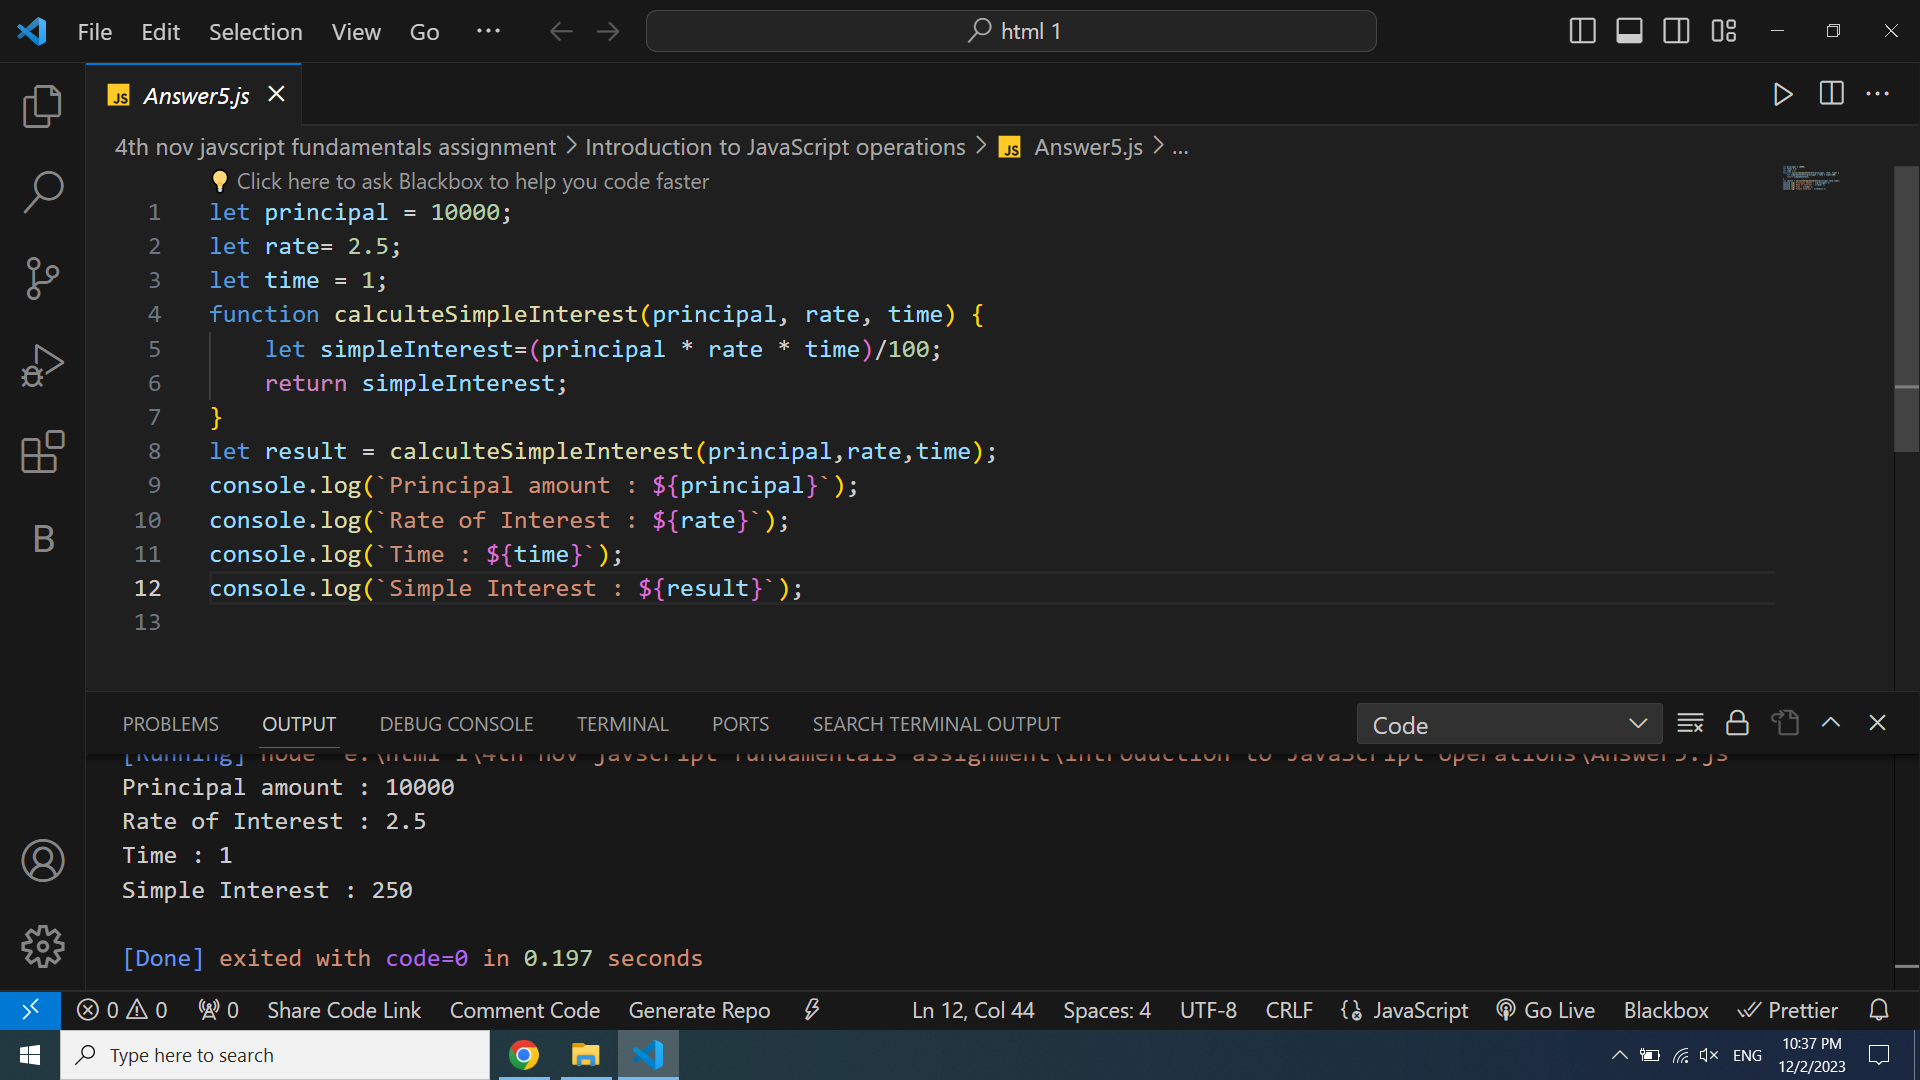 File Edit Selection View Go ... html 1
JS Answer5.js
4th nov javscript fundamentals assignment > Introduction to JavaScript operations > JS Answer5.js > ...
Click here to ask Blackbox to help you code faster
1 let principal = 10000;
2 let rate= 2.5;
3 let time = 1;
4 function calculteSimpleInterest(principal, rate, time) {
5     let simpleInterest=(principal * rate * time)/100;
6     return simpleInterest;
7 }
8 let result = calculteSimpleInterest(principal,rate,time);
9 console.log(`Principal amount : ${principal}`);
10 console.log(`Rate of Interest : ${rate}`);
11 console.log(`Time : ${time}`);
12 console.log(`Simple Interest : ${result}`);
13
B
PROBLEMS OUTPUT DEBUG CONSOLE TERMINAL PORTS SEARCH TERMINAL OUTPUT Code
[Running] node "e:\html 1\4th nov javscript fundamentals assignment\Introduction to JavaScript operations\Answer5.js"
Principal amount : 10000
Rate of Interest : 2.5
Time : 1
Simple Interest : 250
[Done] exited with code=0 in 0.197 seconds
0 0 0 Share Code Link Comment Code Generate Repo Ln 12, Col 44 Spaces: 4 UTF-8 CRLF JavaScript Go Live Blackbox Prettier
Type here to search ENG 10:37 PM
12/2/2023